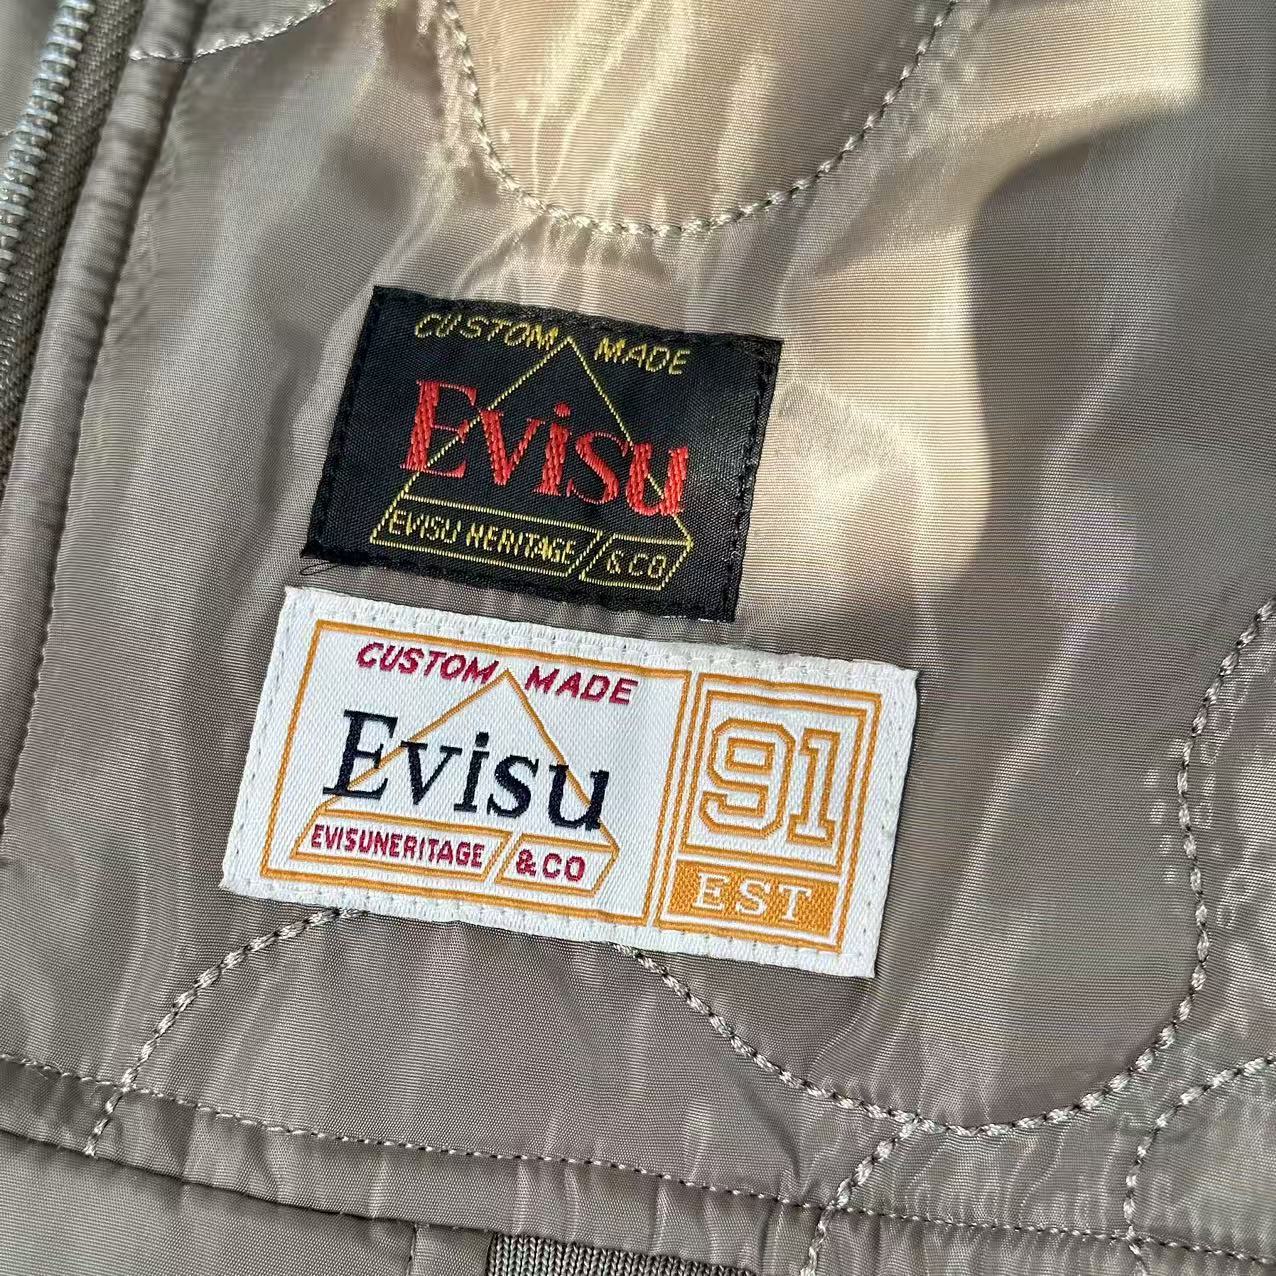 CUSTOM MADE
Evisu
EVISU HERITAGE & CO
CUSTOM MADE
Evisu
EVISUNERITAGE & CO
91
EST